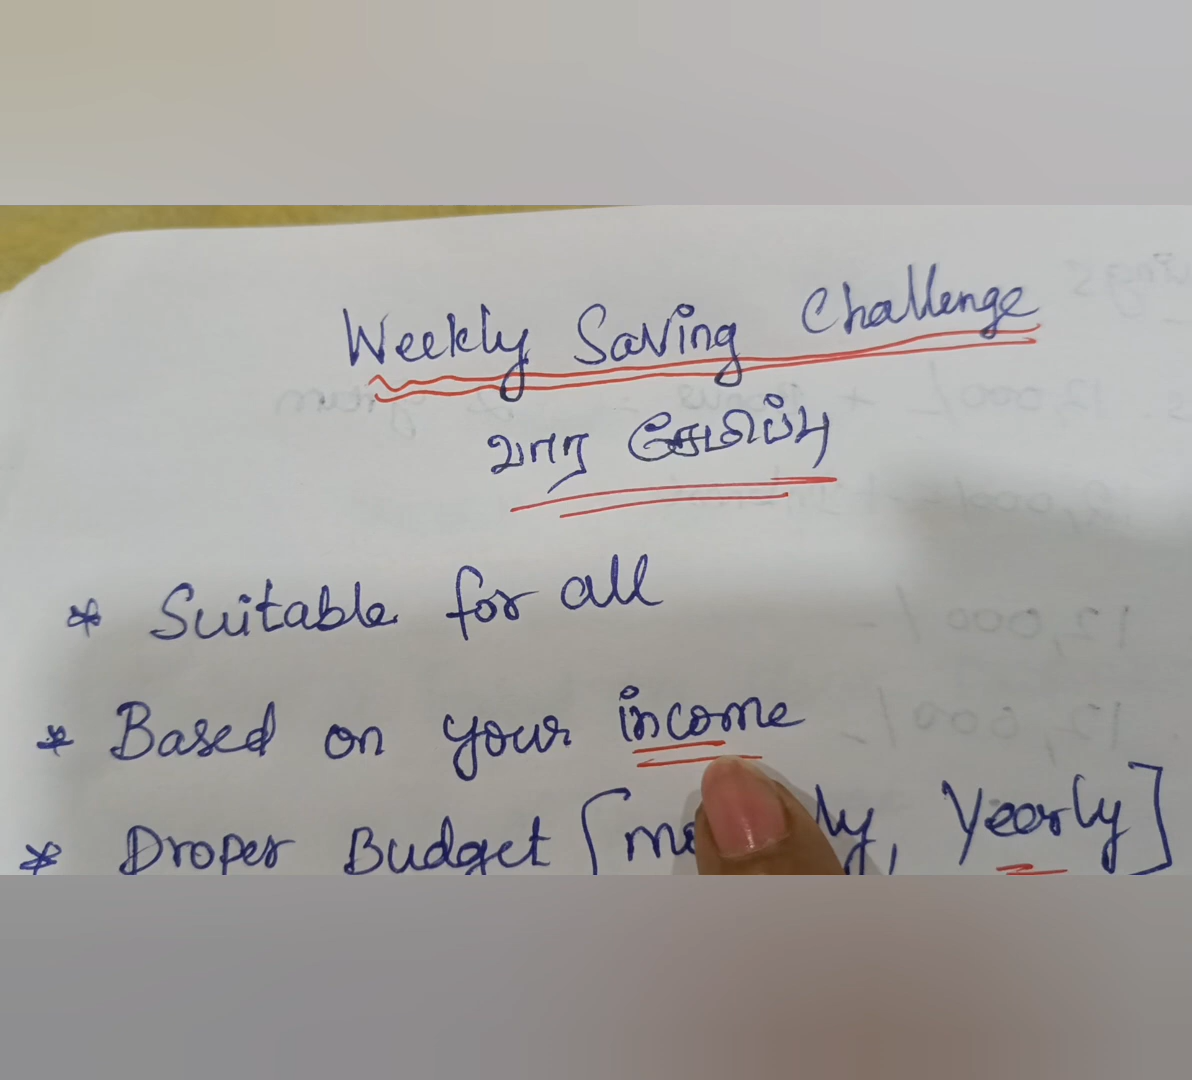 Weekly Saving Challenge
வார சேமிப்பு
* Suitable for all
* Based on your income
* Proper Budget [ Yearly]